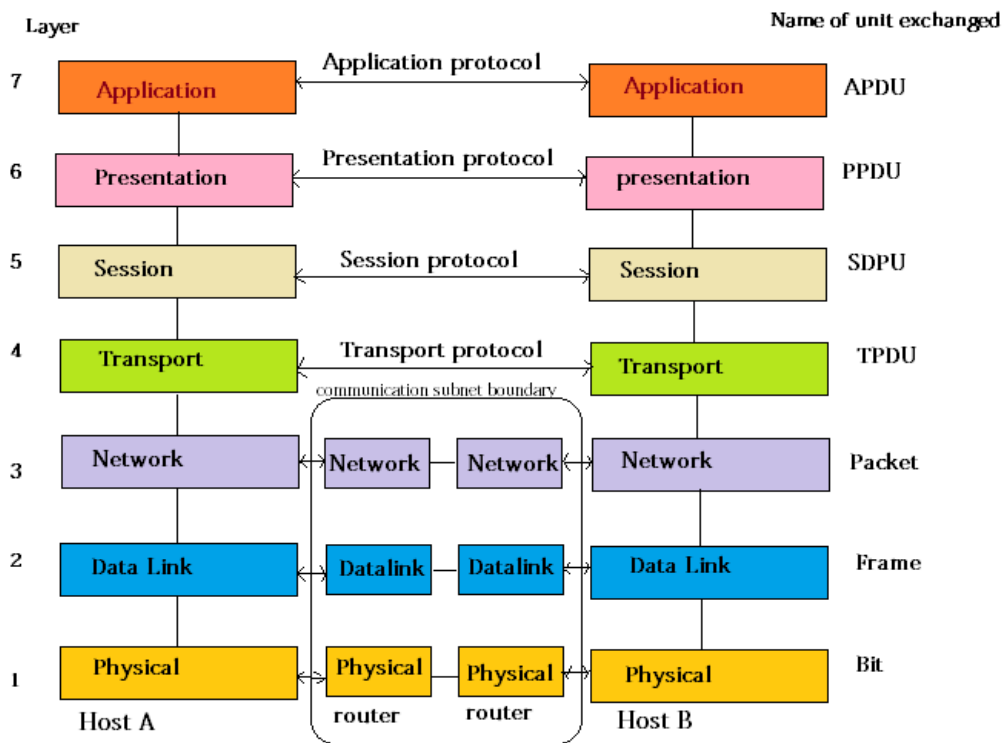 Layer
Name of unit exchanged
7
Application
Application protocol
Application
APDU
6
Presentation
Presentation protocol
presentation
PPDU
5
Session
Session protocol
Session
SDPU
4
Transport
Transport protocol
Transport
TPDU
communication subnet boundary
3
Network
Network
Network
Network
Packet
2
Data Link
Datalink
Datalink
Data Link
Frame
1
Physical
Physical
Physical
Physical
Bit
Host A
router
router
Host B